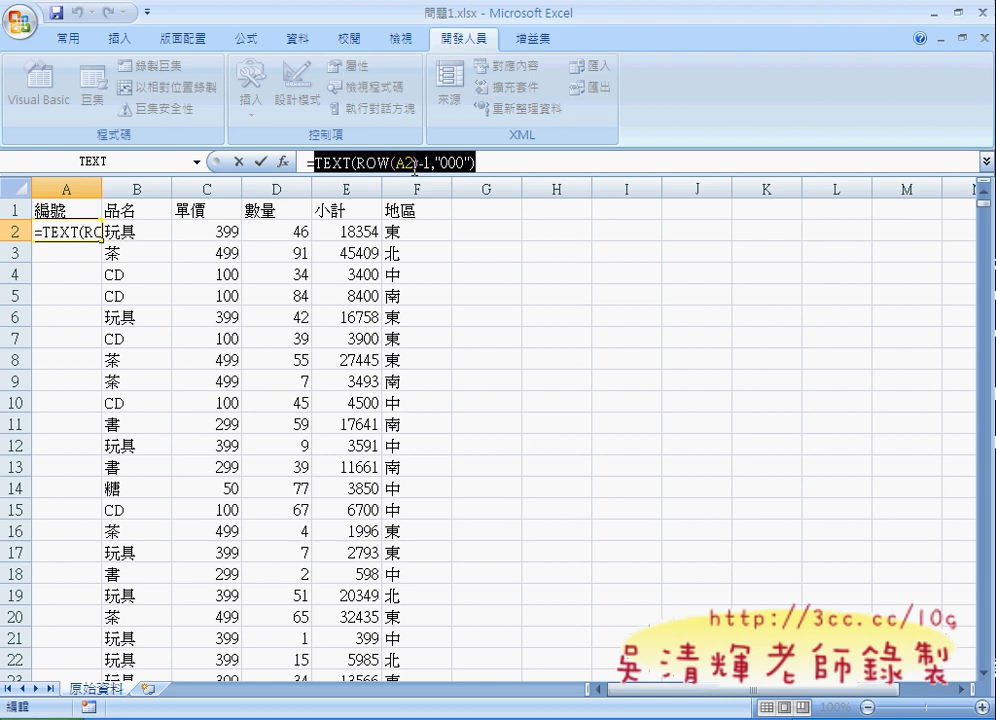 問題1.xlsx - Microsoft Excel
常用 插入 版面配置 公式 資料 校閱 檢視 開發人員 增益集
Visual Basic 巨集 錄製巨集 以相對位置錄製 巨集安全性 程式碼
插入 設計模式 屬性 檢視程式碼 執行對話方塊 控制項
來源 對應內容 擴充套件 重新整理資料 匯入 匯出 XML
TEXT =TEXT(ROW(A2)-1,"000")
A B C D E F G H I J K L M N
1 編號 品名 單價 數量 小計 地區
2 =TEXT(RO 玩具 399 46 18354 東
3 茶 499 91 45409 北
4 CD 100 34 3400 中
5 CD 100 84 8400 南
6 玩具 399 42 16758 東
7 CD 100 39 3900 東
8 茶 499 55 27445 東
9 茶 499 7 3493 南
10 CD 100 45 4500 中
11 書 299 59 17641 南
12 玩具 399 9 3591 中
13 書 299 39 11661 南
14 糖 50 77 3850 中
15 CD 100 67 6700 中
16 茶 499 4 1996 東
17 玩具 399 7 2793 東
18 書 299 2 598 中
19 玩具 399 51 20349 北
20 茶 499 65 32435 東
21 玩具 399 1 399 中
22 玩具 399 15 5985 北
23 玩具 399 34 13566 東
http://3cc.cc/10g
吳清輝老師錄製
原始資料
編輯 100%